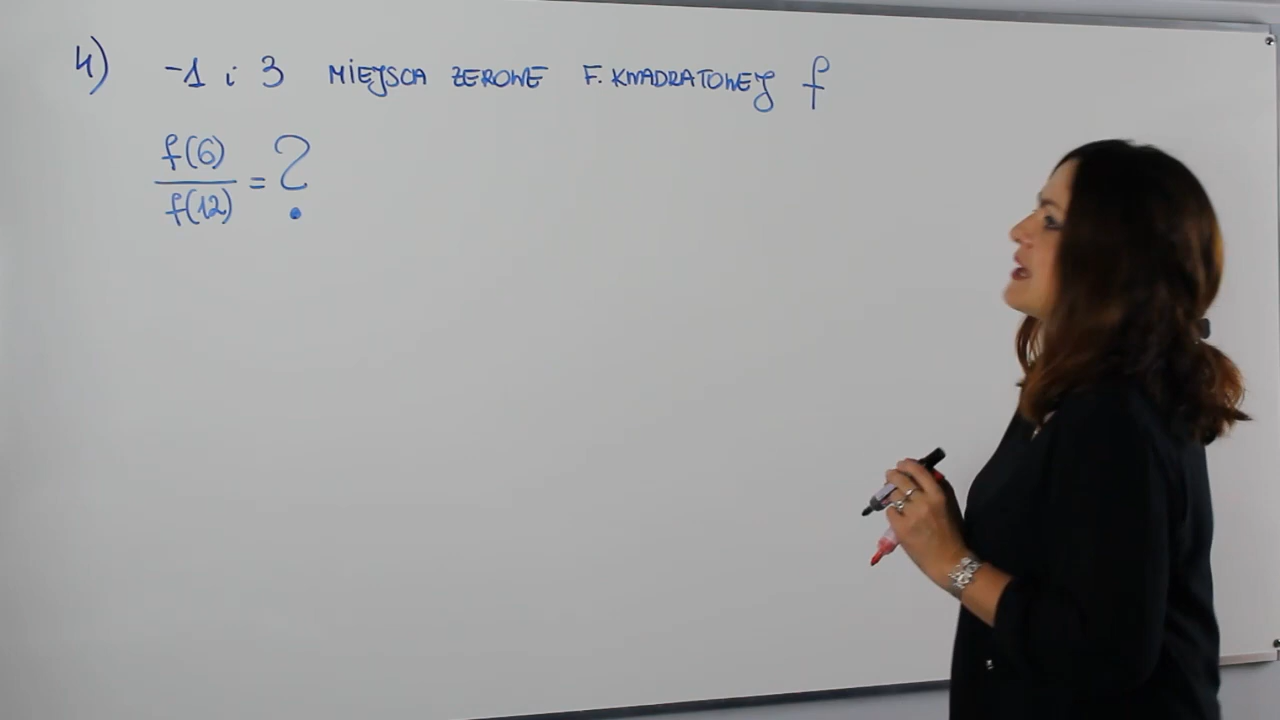 4) -1 i 3 MIEJSCA ZEROWE F. KWADRATOWEJ f
f(6)
f(12) = ?